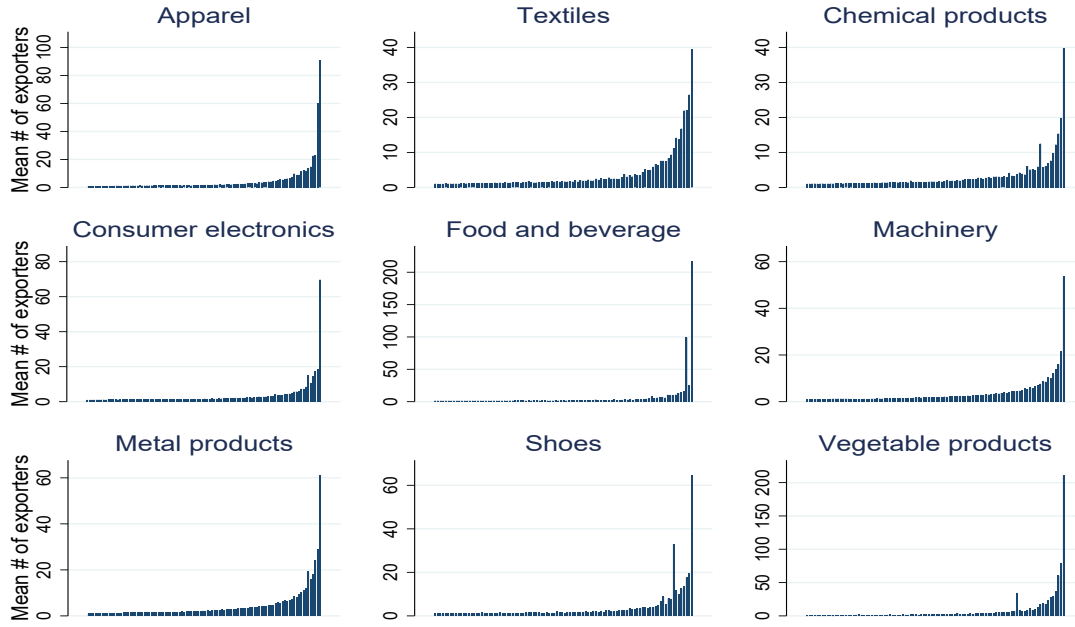 Apparel
Textiles
Chemical products
Mean # of exporters
0 20 40 60 80 100
0 10 20 30 40
0 10 20 30 40
Consumer electronics
Food and beverage
Machinery
Mean # of exporters
0 20 40 60 80
0 50 100 150 200
0 20 40 60
Metal products
Shoes
Vegetable products
Mean # of exporters
0 20 40 60
0 20 40 60
0 50 100 150 200